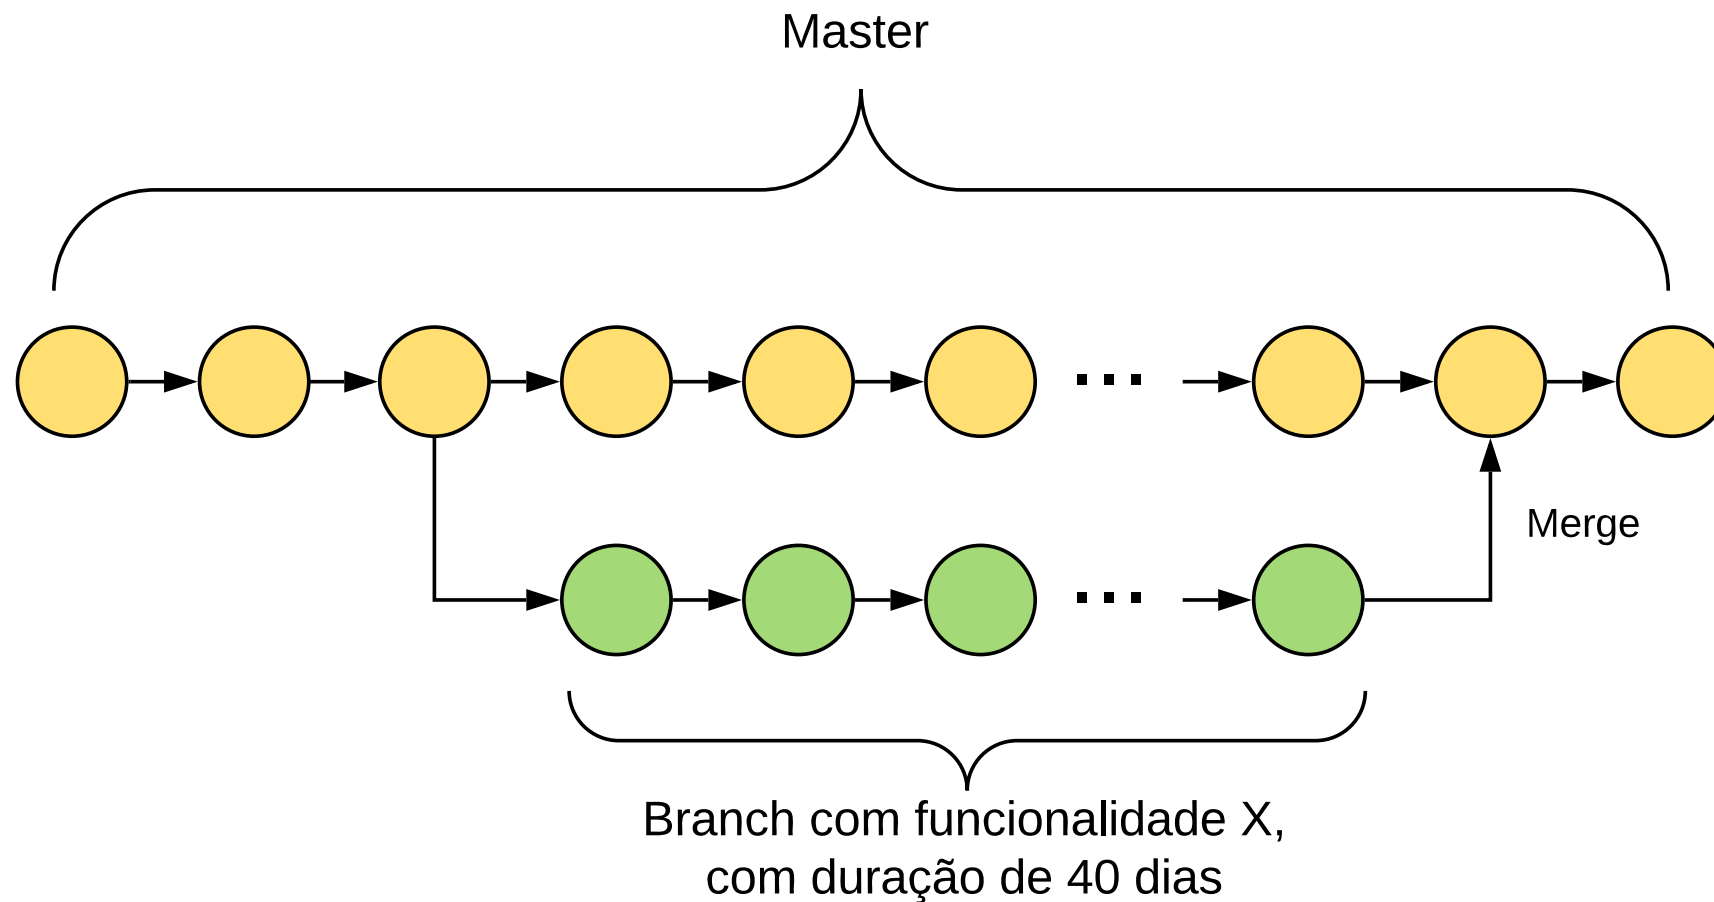 Master
Merge
Branch com funcionalidade X,
com duração de 40 dias